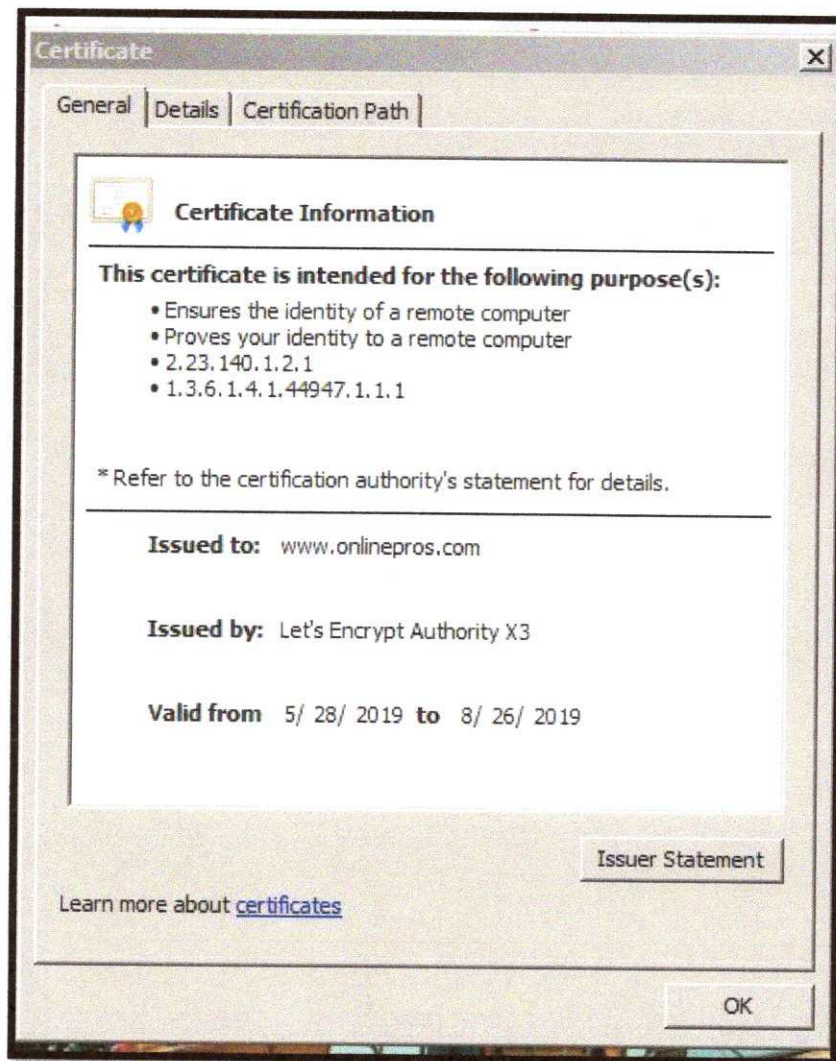 Certificate
General Details Certification Path
Certificate Information
This certificate is intended for the following purpose(s):
• Ensures the identity of a remote computer
• Proves your identity to a remote computer
• 2.23.140.1.2.1
• 1.3.6.1.4.1.44947.1.1.1
* Refer to the certification authority's statement for details.
Issued to: www.onlinepros.com
Issued by: Let's Encrypt Authority X3
Valid from 5/ 28/ 2019 to 8/ 26/ 2019
Issuer Statement
Learn more about certificates
OK